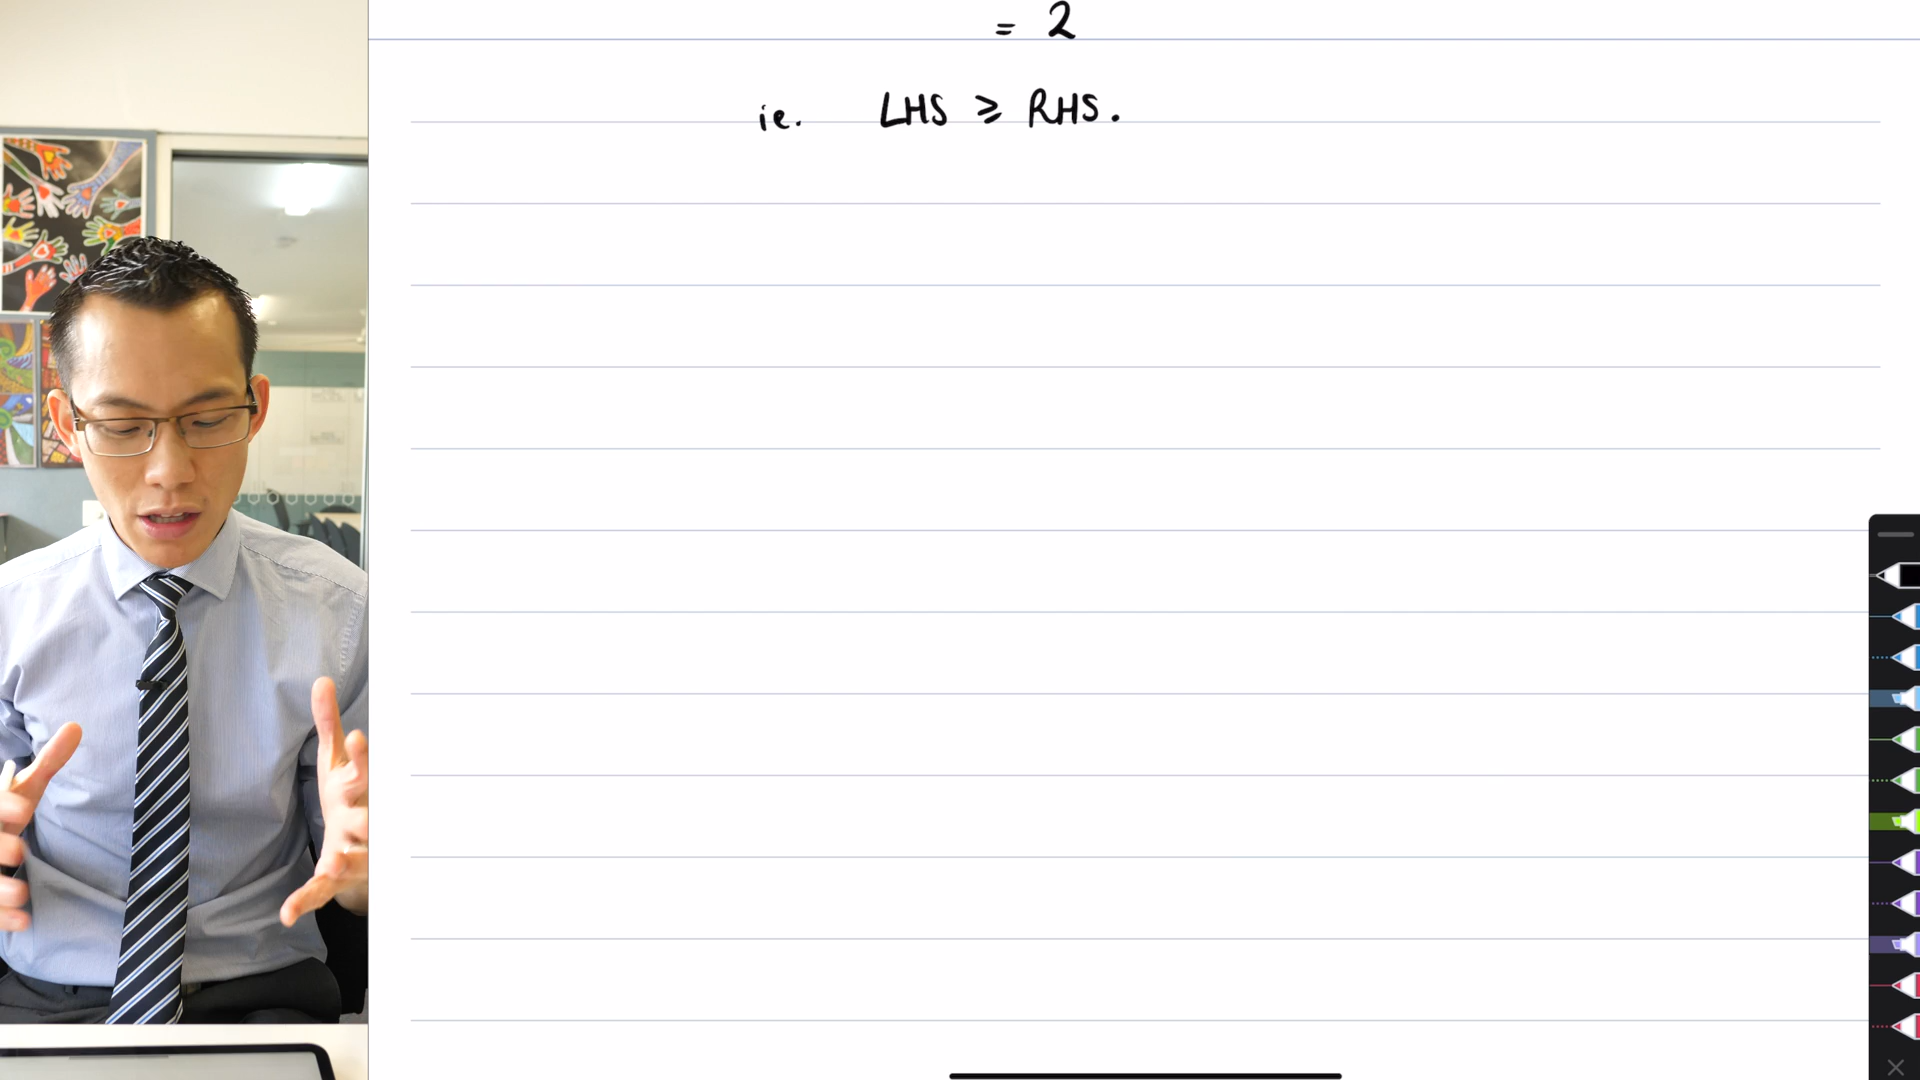 = 2
ie. LHS ⩾ RHS.